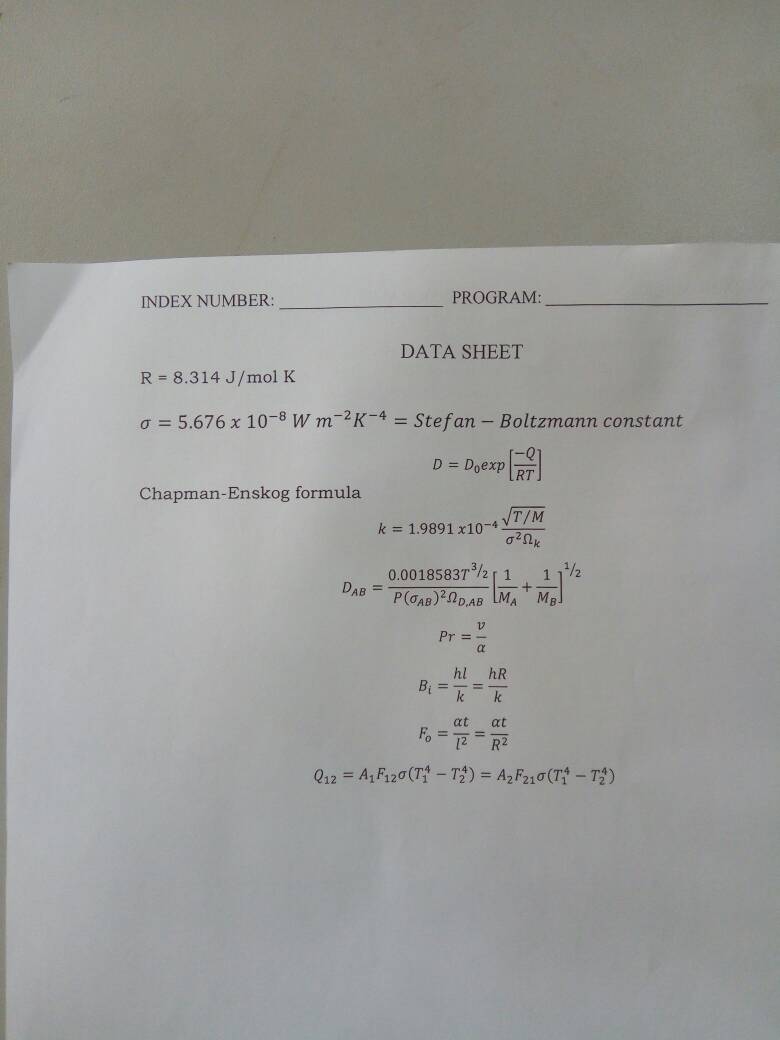 INDEX NUMBER: ____________________ PROGRAM: ____________________
DATA SHEET
R = 8.314 J/mol K
σ = 5.676 x 10⁻⁸ W m⁻²K⁻⁴ = Stefan − Boltzmann constant
D = D₀exp[−Q/RT]
Chapman-Enskog formula
k = 1.9891 x10⁻⁴ √(T/M) / σ²Ωₖ
D_AB = 0.0018583T^(3/2) / P(σ_AB)²Ω_D,AB [1/M_A + 1/M_B]^(1/2)
Pr = v/α
Bᵢ = hl/k = hR/k
Fₒ = αt/l² = αt/R²
Q₁₂ = A₁F₁₂σ(T₁⁴ − T₂⁴) = A₂F₂₁σ(T₁⁴ − T₂⁴)